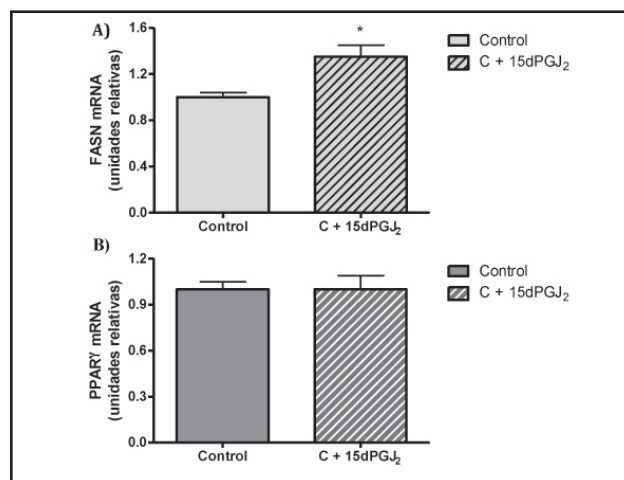 A)
FASN mRNA
(unidades relativas)
1.6
1.2
0.8
0.4
0.0
*
Control
C + 15dPGJ₂
Control
C + 15dPGJ₂
B)
PPARγ mRNA
(unidades relativas)
1.2
0.9
0.6
0.3
0.0
Control
C + 15dPGJ₂
Control
C + 15dPGJ₂